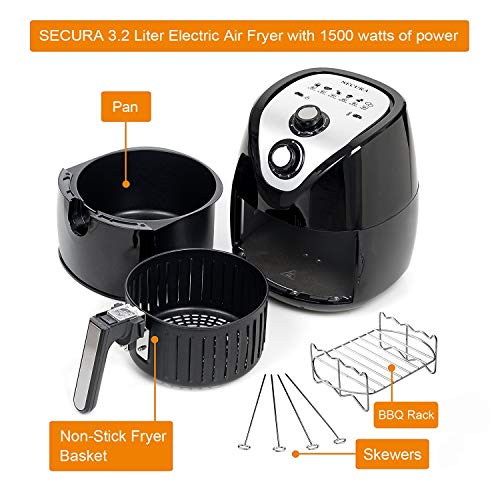 SECURA 3.2 Liter Electric Air Fryer with 1500 watts of power
SECURA
Pan
BBQ Rack
Non-Stick Fryer
Basket
Skewers